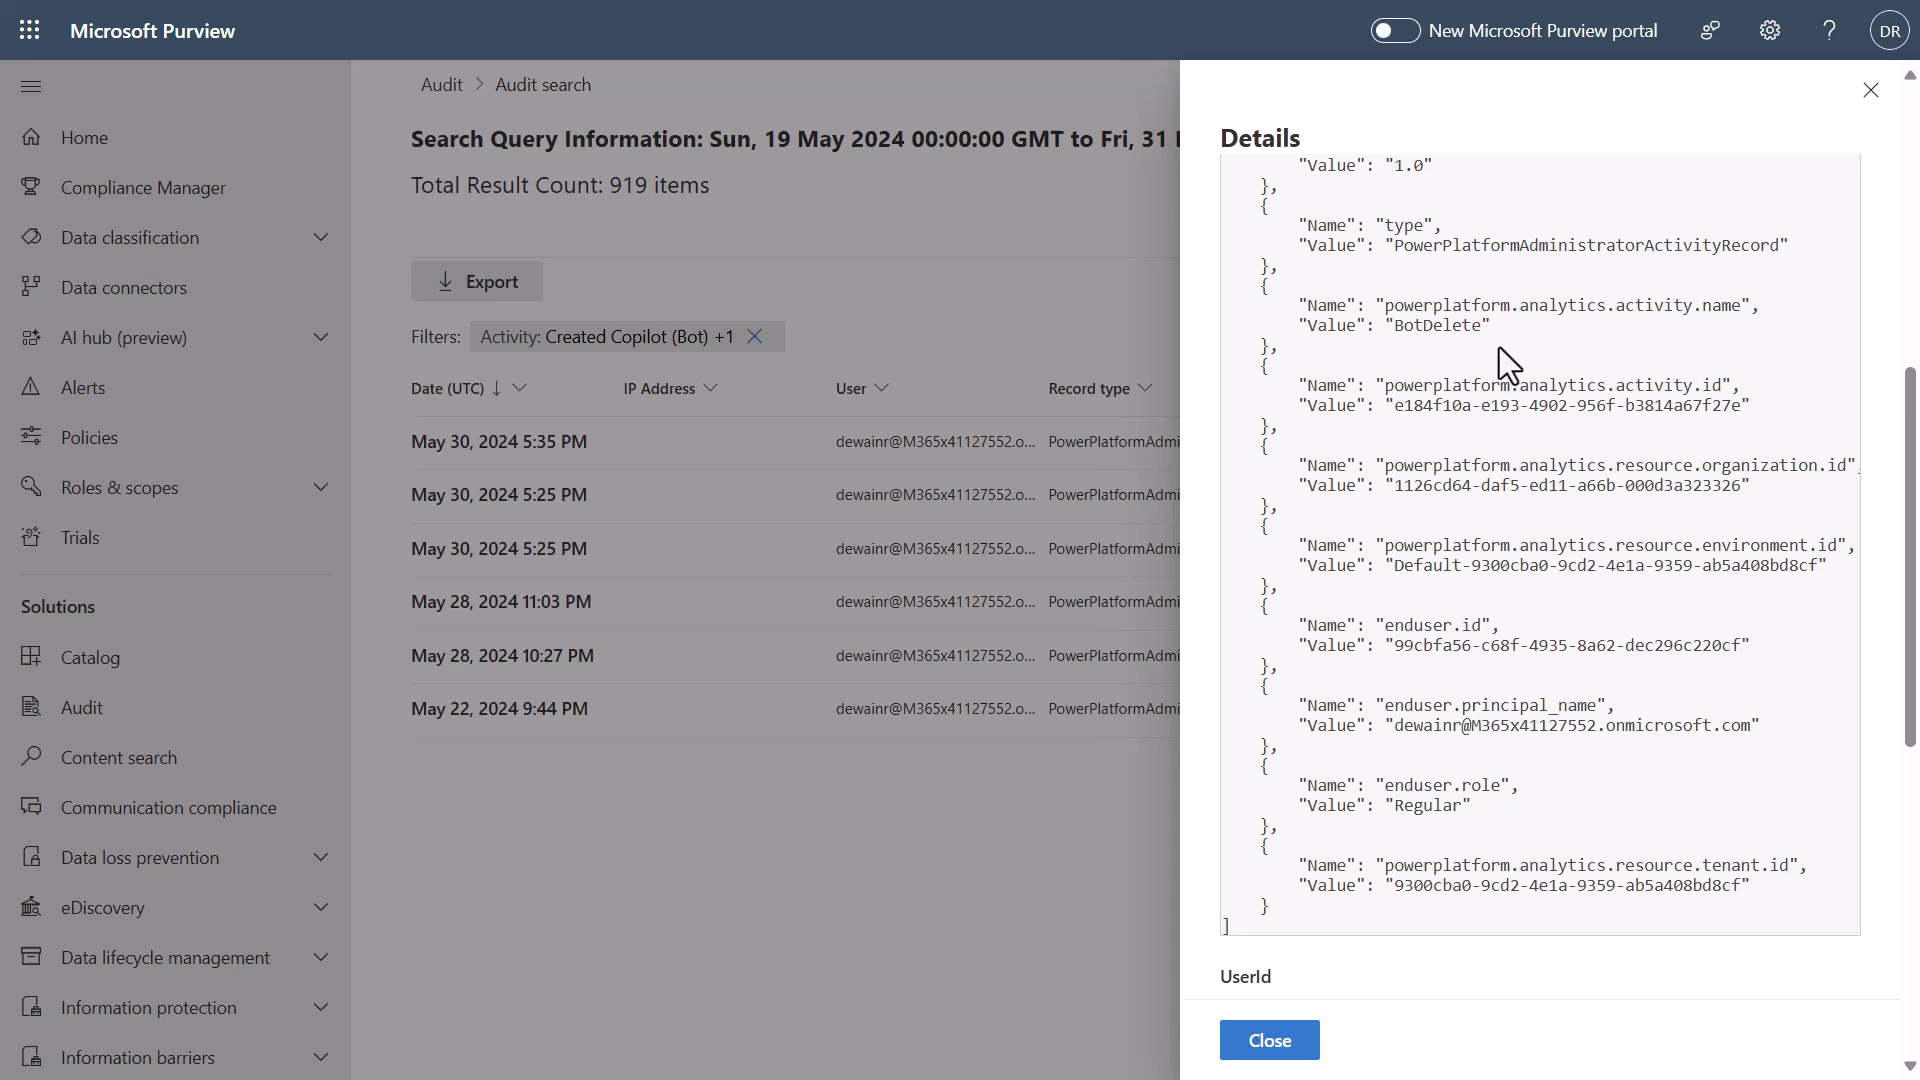 Microsoft Purview
New Microsoft Purview portal
?
DR
Home
Compliance Manager
Data classification
Data connectors
AI hub (preview)
Alerts
Policies
Roles & scopes
Trials
Solutions
Catalog
Audit
Content search
Communication compliance
Data loss prevention
eDiscovery
Data lifecycle management
Information protection
Information barriers
Audit > Audit search
Search Query Information: Sun, 19 May 2024 00:00:00 GMT to Fri, 31
Total Result Count: 919 items
Export
Filters: Activity: Created Copilot (Bot) +1
Date (UTC) IP Address User Record type
May 30, 2024 5:35 PM dewainr@M365x41127552.o... PowerPlatformAdmi
May 30, 2024 5:25 PM dewainr@M365x41127552.o... PowerPlatformAdmi
May 30, 2024 5:25 PM dewainr@M365x41127552.o... PowerPlatformAdmi
May 28, 2024 11:03 PM dewainr@M365x41127552.o... PowerPlatformAdmi
May 28, 2024 10:27 PM dewainr@M365x41127552.o... PowerPlatformAdmi
May 22, 2024 9:44 PM dewainr@M365x41127552.o... PowerPlatformAdmi
Details
"Value": "1.0"
},
{
"Name": "type",
"Value": "PowerPlatformAdministratorActivityRecord"
},
{
"Name": "powerplatform.analytics.activity.name",
"Value": "BotDelete"
},
{
"Name": "powerplatform.analytics.activity.id",
"Value": "e184f10a-e193-4902-956f-b3814a67f27e"
},
{
"Name": "powerplatform.analytics.resource.organization.id",
"Value": "1126cd64-daf5-ed11-a66b-000d3a323326"
},
{
"Name": "powerplatform.analytics.resource.environment.id",
"Value": "Default-9300cba0-9cd2-4e1a-9359-ab5a408bd8cf"
},
{
"Name": "enduser.id",
"Value": "99cbfa56-c68f-4935-8a62-dec296c220cf"
},
{
"Name": "enduser.principal_name",
"Value": "dewainr@M365x41127552.onmicrosoft.com"
},
{
"Name": "enduser.role",
"Value": "Regular"
},
{
"Name": "powerplatform.analytics.resource.tenant.id",
"Value": "9300cba0-9cd2-4e1a-9359-ab5a408bd8cf"
}
]
UserId
Close